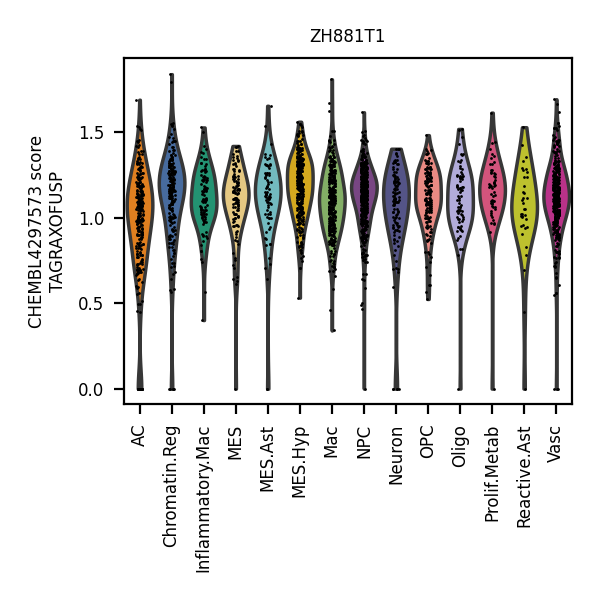 ZH881T1
CHEMBL4297573 score
TAGRAXOFUSP
1.5
1.0
0.5
0.0
AC
Chromatin.Reg
Inflammatory.Mac
MES
MES.Ast
MES.Hyp
Mac
NPC
Neuron
OPC
Oligo
Prolif.Metab
Reactive.Ast
Vasc